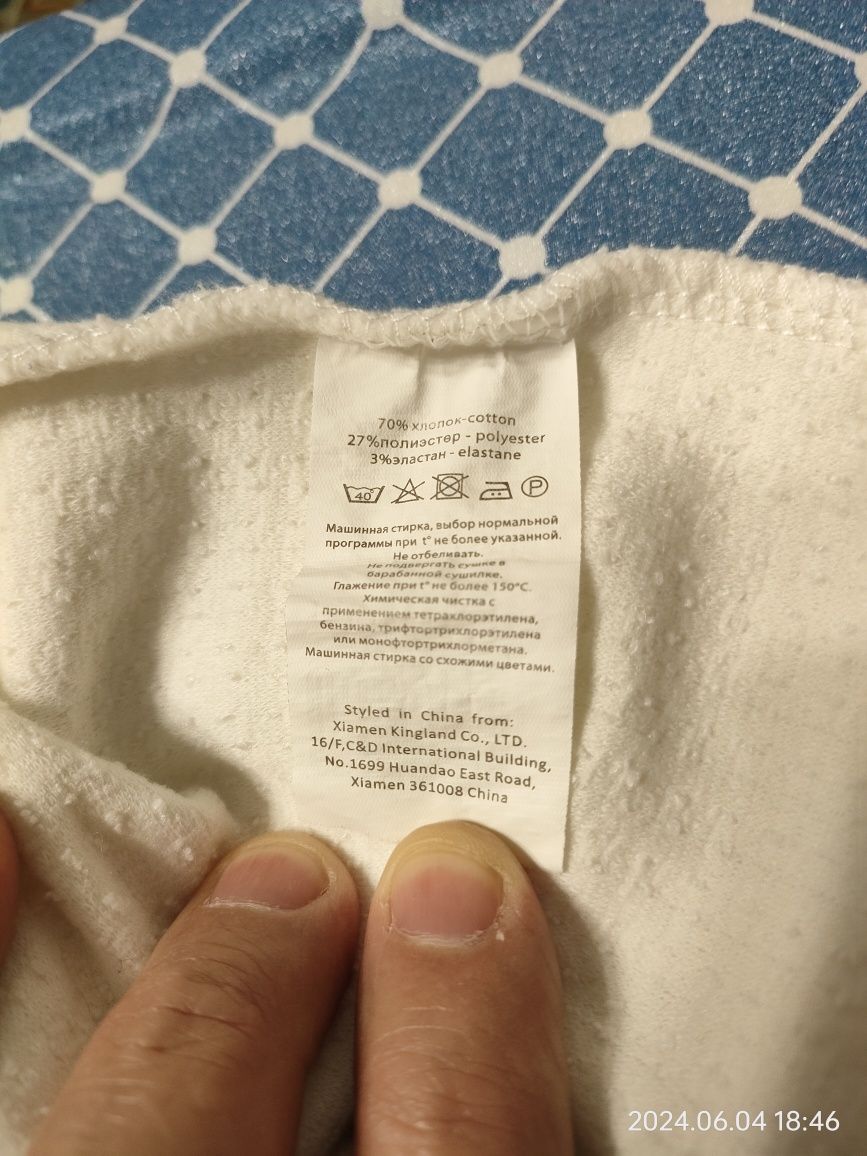 70% хлопок-cotton
27%полиэстер - polyester
3%эластан - elastane
40°
P
Машинная стирка, выбор нормальной
программы при t° не более указанной.
Не отбеливать.
Не подвергать сушке в
барабанной сушилке.
Глажение при t° не более 150°C.
Химическая чистка с
применением тетрахлорэтилена,
бензина, трифтортрихлорэтилена
или монофтортрихлорметана.
Машинная стирка со схожими цветами.
Styled in China from:
Xiamen Kingland Co., LTD.
16/F,C&D International Building,
No.1699 Huandao East Road,
Xiamen 361008 China
2024.06.04 18:46